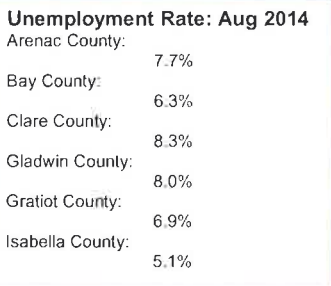 Unemployment Rate: Aug 2014
Arenac County:
7.7%
Bay County:
6.3%
Clare County:
8.3%
Gladwin County:
8.0%
Gratiot County:
6.9%
Isabella County:
5.1%